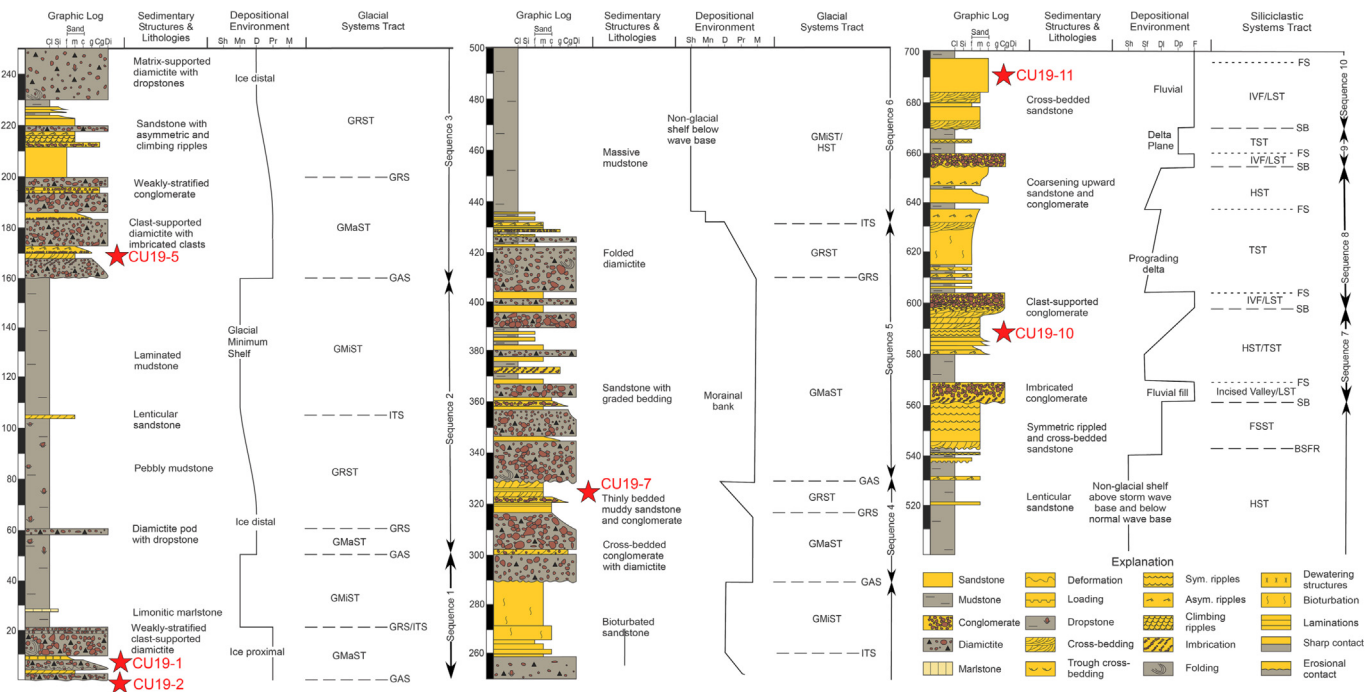 Graphic Log
Sand
Cl Si f m c g Cg Di
Sedimentary
Structures &
Lithologies
Depositional
Environment
Sh Mn D Pr M
Glacial
Systems Tract
240
220
200
180
160
140
120
100
80
60
40
20
Matrix-supported
diamictite with
dropstones
Sandstone with
asymmetric and
climbing ripples
Weakly-stratified
conglomerate
Clast-supported
diamictite with
imbricated clasts
CU19-5
Laminated
mudstone
Lenticular
sandstone
Pebbly mudstone
Diamictite pod
with dropstone
Limonitic marlstone
Weakly-stratified
clast-supported
diamictite
CU19-1
CU19-2
Ice distal
Glacial
Minimum
Shelf
Ice distal
Ice proximal
GRST
GRS
GMaST
GAS
GMiST
ITS
GRST
GRS
GMaST
GAS
GMiST
GRS/ITS
GMaST
GAS
Sequence 3
Sequence 2
Sequence 1
Graphic Log
Sand
Cl Si f m c g Cg Di
Sedimentary
Structures &
Lithologies
Depositional
Environment
Sh Mn D Pr M
Glacial
Systems Tract
500
480
460
440
420
400
380
360
340
320
300
280
260
Massive
mudstone
Folded
diamictite
Sandstone with
graded bedding
CU19-7
Thinly bedded
muddy sandstone
and conglomerate
Cross-bedded
conglomerate
with diamictite
Bioturbated
sandstone
Non-glacial
shelf below
wave base
Morainal
bank
GMiST/
HST
ITS
GRST
GRS
GMaST
GAS
GRST
GRS
GMaST
GAS
GMiST
ITS
Sequence 6
Sequence 5
Sequence 4
Graphic Log
Sand
Cl Si f m c g Cg Di
Sedimentary
Structures &
Lithologies
Depositional
Environment
Sh Sf Dl Dp F
Siliciclastic
Systems Tract
700
680
660
640
620
600
580
560
540
520
CU19-11
Cross-bedded
sandstone
Coarsening upward
sandstone and
conglomerate
Clast-supported
conglomerate
CU19-10
Imbricated
conglomerate
Symmetric rippled
and cross-bedded
sandstone
Lenticular
sandstone
Fluvial
Delta
Plane
Prograding
delta
Fluvial fill
Non-glacial shelf
above storm wave
base and below
normal wave base
FS
IVF/LST
SB
TST
FS
IVF/LST
SB
HST
FS
TST
FS
IVF/LST
SB
HST/TST
FS
Incised Valley/LST
SB
FSST
BSFR
HST
Sequence 10
9
Sequence 8
Sequence 7
Explanation
Sandstone
Mudstone
Conglomerate
Diamictite
Marlstone
Deformation
Loading
Dropstone
Cross-bedding
Trough cross-
bedding
Sym. ripples
Asym. ripples
Climbing
ripples
Imbrication
Folding
Dewatering
structures
Bioturbation
Laminations
Sharp contact
Erosional
contact